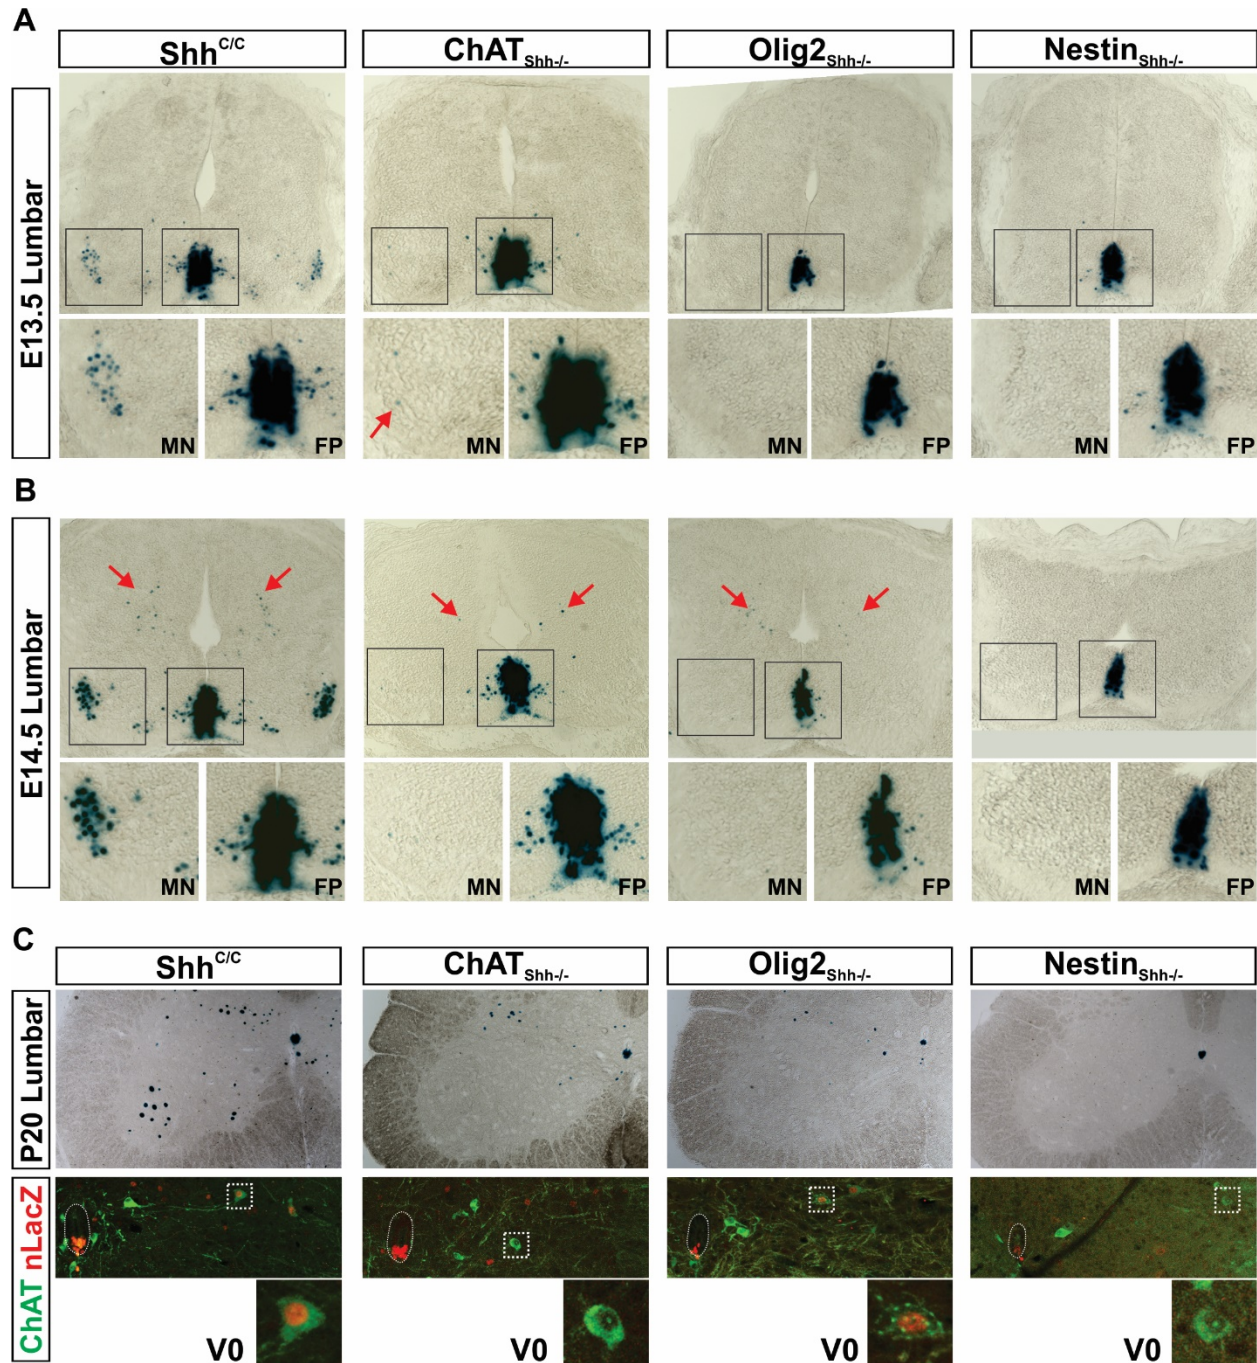 A
Shh^C/C ChAT_Shh-/- Olig2_Shh-/- Nestin_Shh-/-
E13.5 Lumbar
MN FP MN FP MN FP MN FP
B
E14.5 Lumbar
MN FP MN FP MN FP MN FP
C
Shh^C/C ChAT_Shh-/- Olig2_Shh-/- Nestin_Shh-/-
P20 Lumbar
ChAT nLacZ
V0 V0 V0 V0